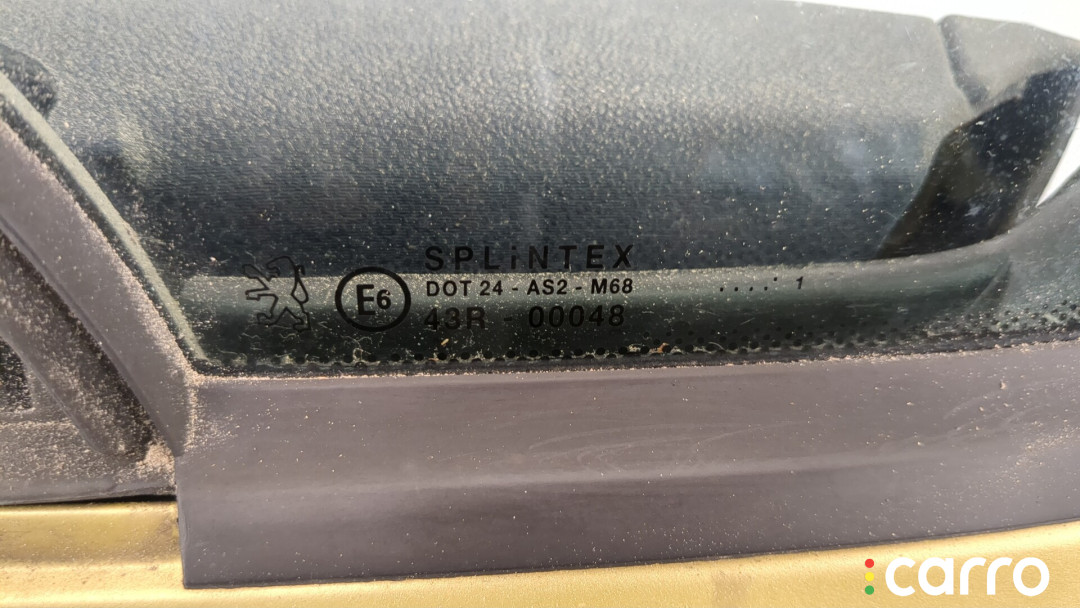 SPLiNTEX
E6
DOT 24 - AS2 - M68
.... · 1
43R - 00048
carro